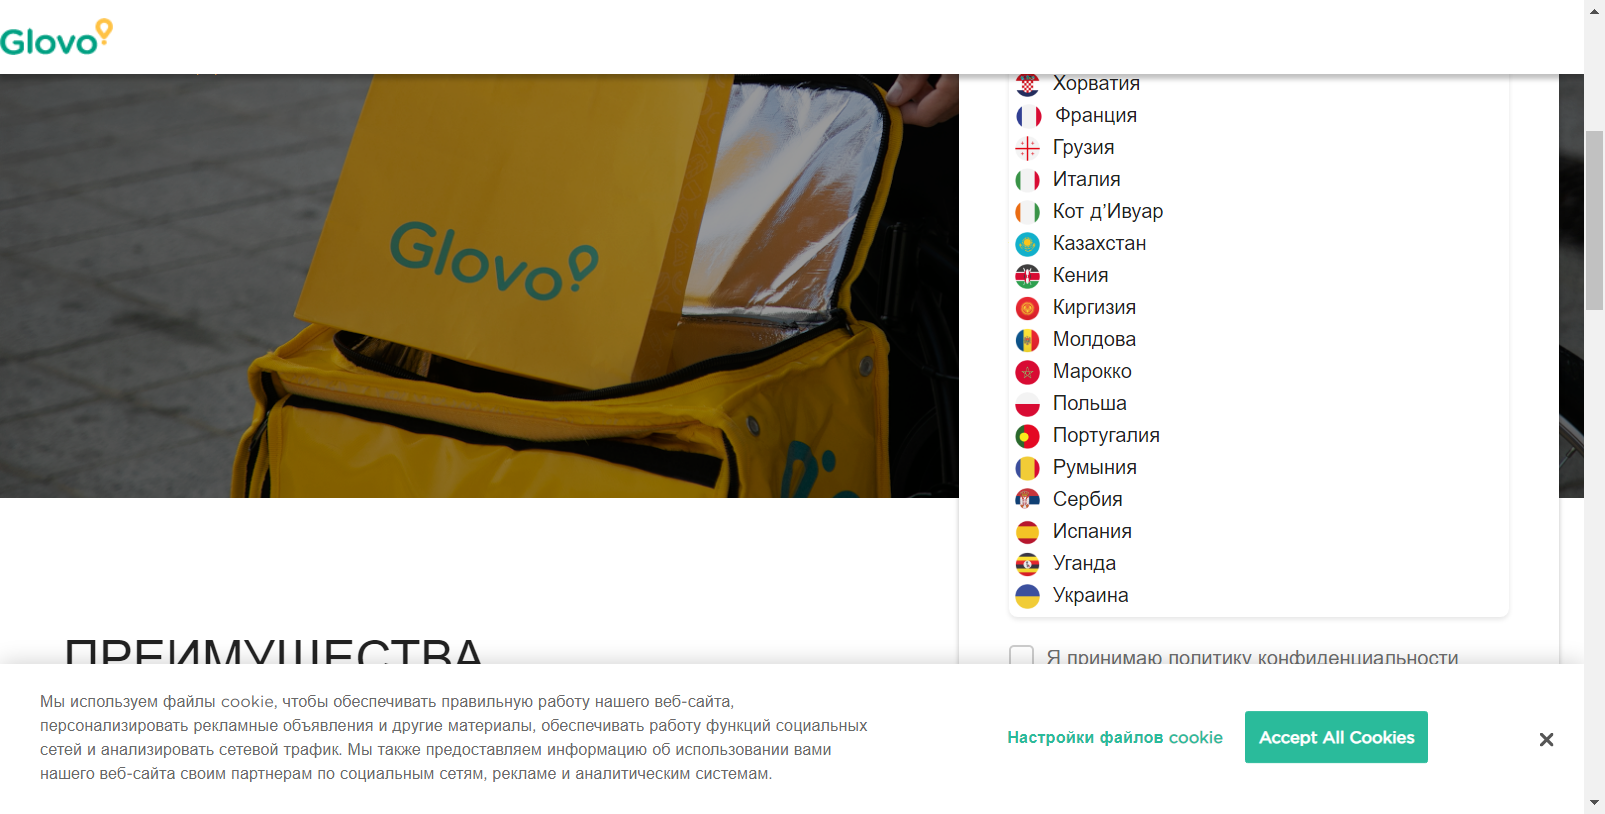 Glovo
Glovo
Хорватия
Франция
Грузия
Италия
Кот д’Ивуар
Казахстан
Кения
Киргизия
Молдова
Марокко
Польша
Португалия
Румыния
Сербия
Испания
Уганда
Украина
ПРЕИМУЩЕСТВА
Я принимаю политику конфиденциальности
Мы используем файлы cookie, чтобы обеспечивать правильную работу нашего веб-сайта,
персонализировать рекламные объявления и другие материалы, обеспечивать работу функций социальных
сетей и анализировать сетевой трафик. Мы также предоставляем информацию об использовании вами
нашего веб-сайта своим партнерам по социальным сетям, рекламе и аналитическим системам.
Настройки файлов cookie
Accept All Cookies